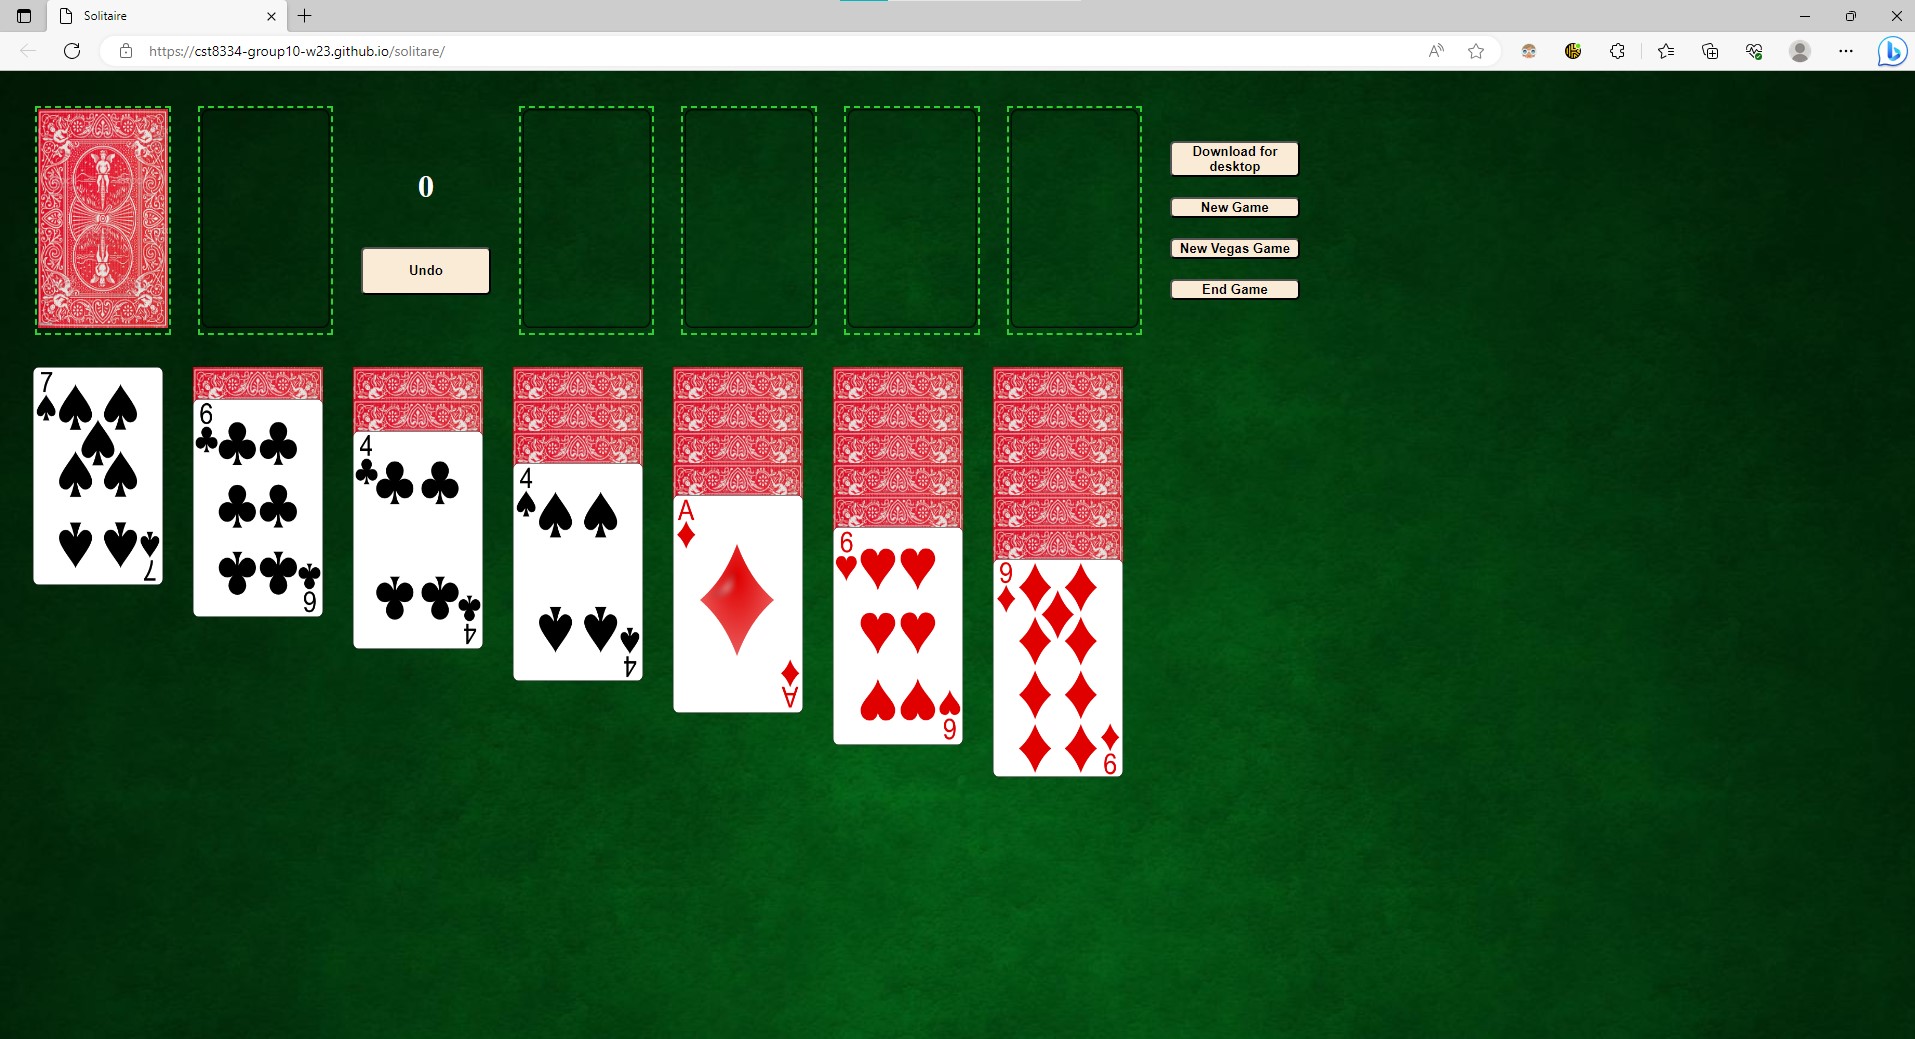 Solitaire
https://cst8334-group10-w23.github.io/solitare/
0
Undo
Download for
desktop
New Game
New Vegas Game
End Game
7
7
6
6
4
4
4
4
A
A
6
6
9
9